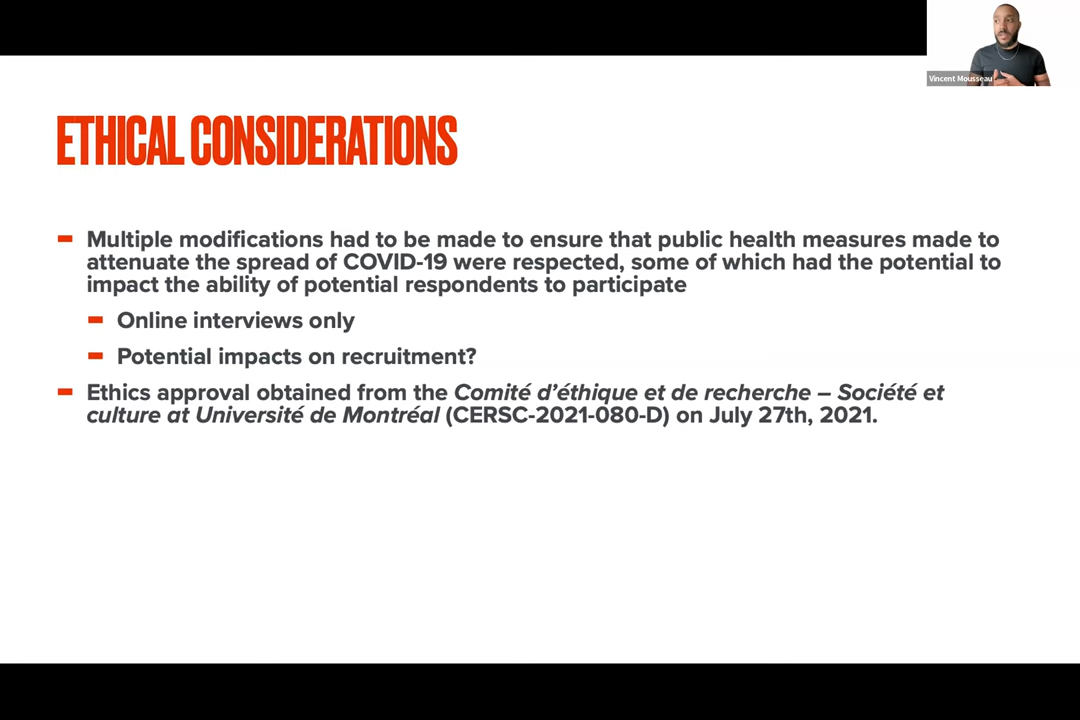 Vincent Mousseau
ETHICAL CONSIDERATIONS
Multiple modifications had to be made to ensure that public health measures made to
attenuate the spread of COVID-19 were respected, some of which had the potential to
impact the ability of potential respondents to participate
Online interviews only
Potential impacts on recruitment?
Ethics approval obtained from the Comité d’éthique et de recherche – Société et
culture at Université de Montréal (CERSC-2021-080-D) on July 27th, 2021.